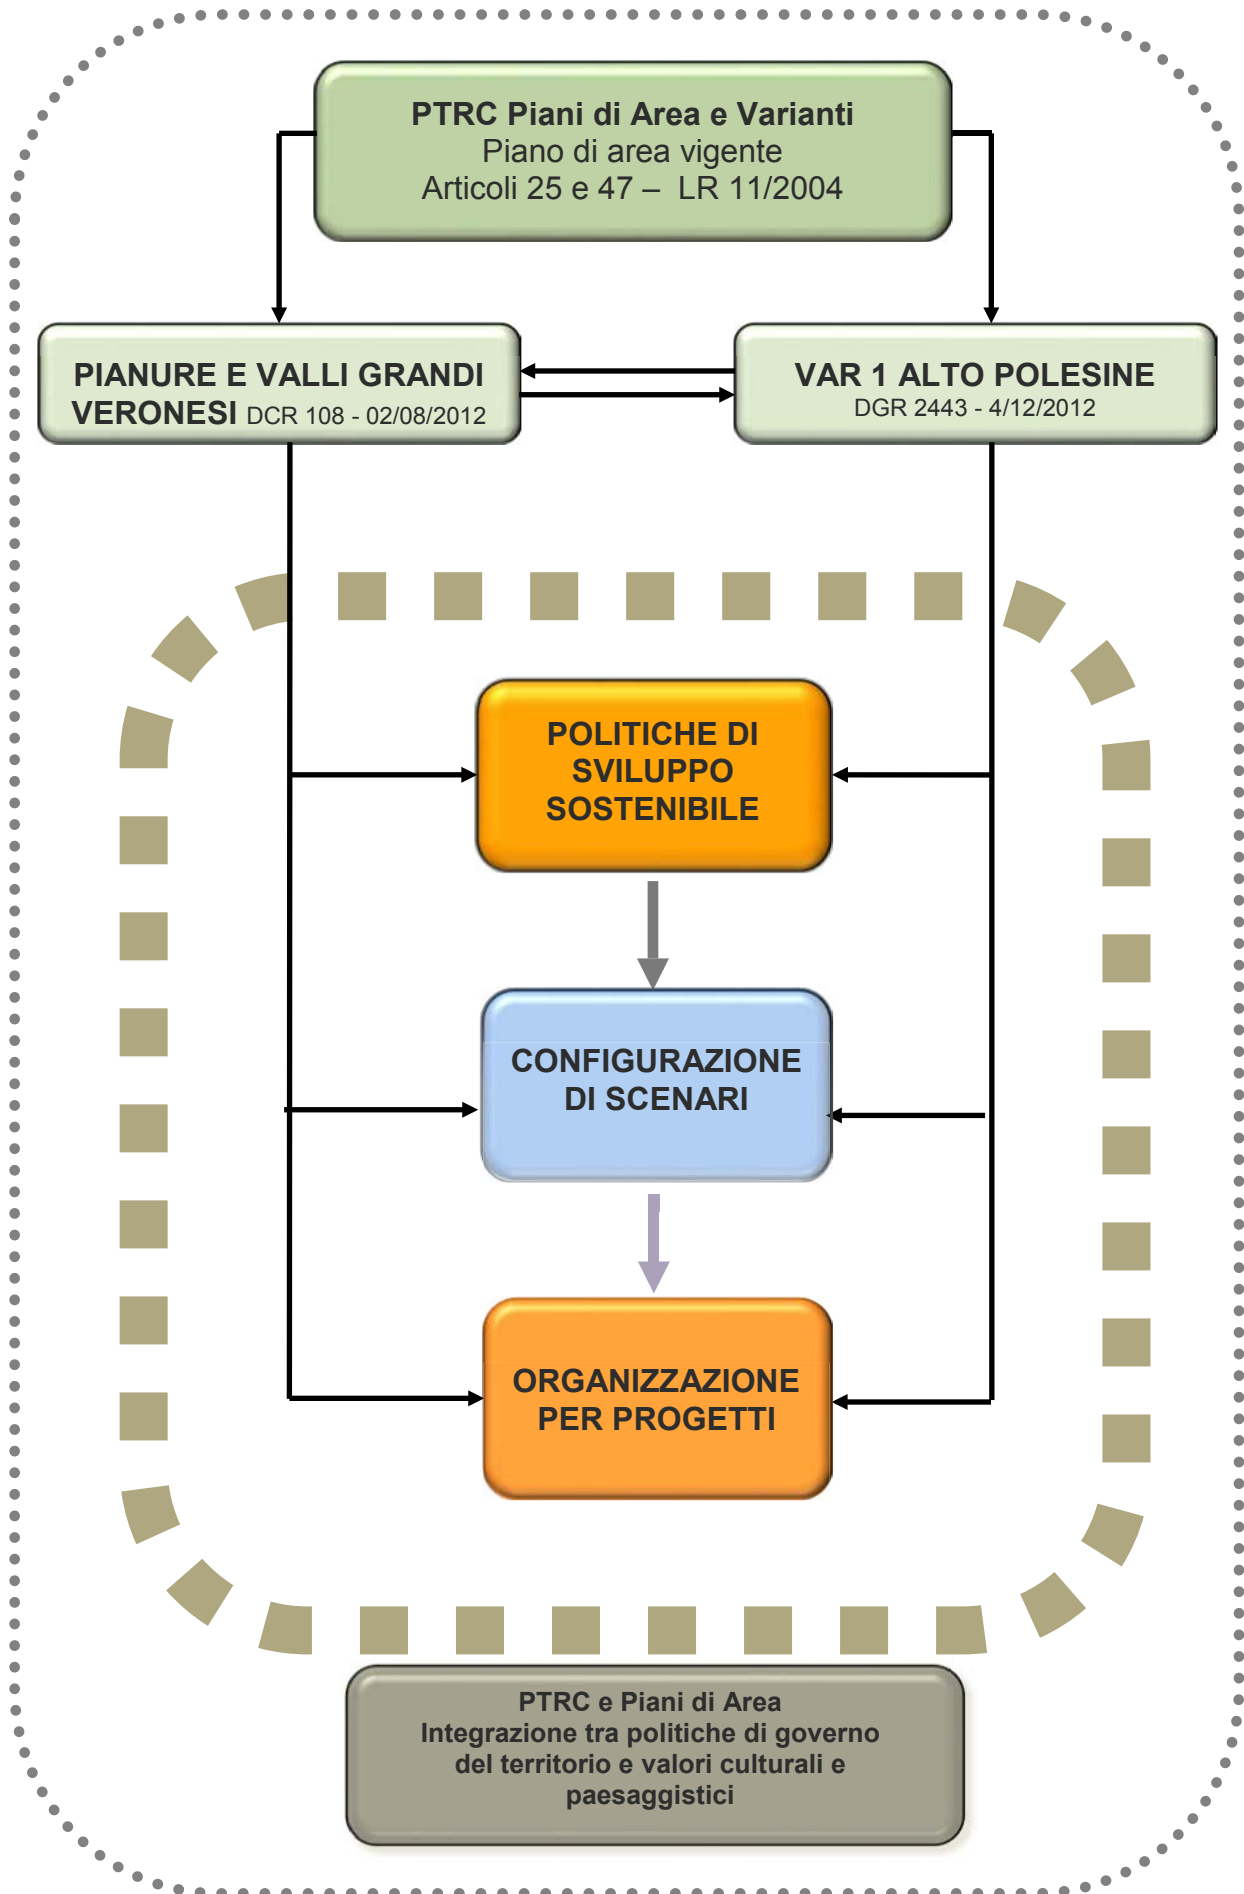 PTRC Piani di Area e Varianti
Piano di area vigente
Articoli 25 e 47 – LR 11/2004
PIANURE E VALLI GRANDI
VERONESI DCR 108 - 02/08/2012
VAR 1 ALTO POLESINE
DGR 2443 - 4/12/2012
POLITICHE DI
SVILUPPO
SOSTENIBILE
CONFIGURAZIONE
DI SCENARI
ORGANIZZAZIONE
PER PROGETTI
PTRC e Piani di Area
Integrazione tra politiche di governo
del territorio e valori culturali e
paesaggistici